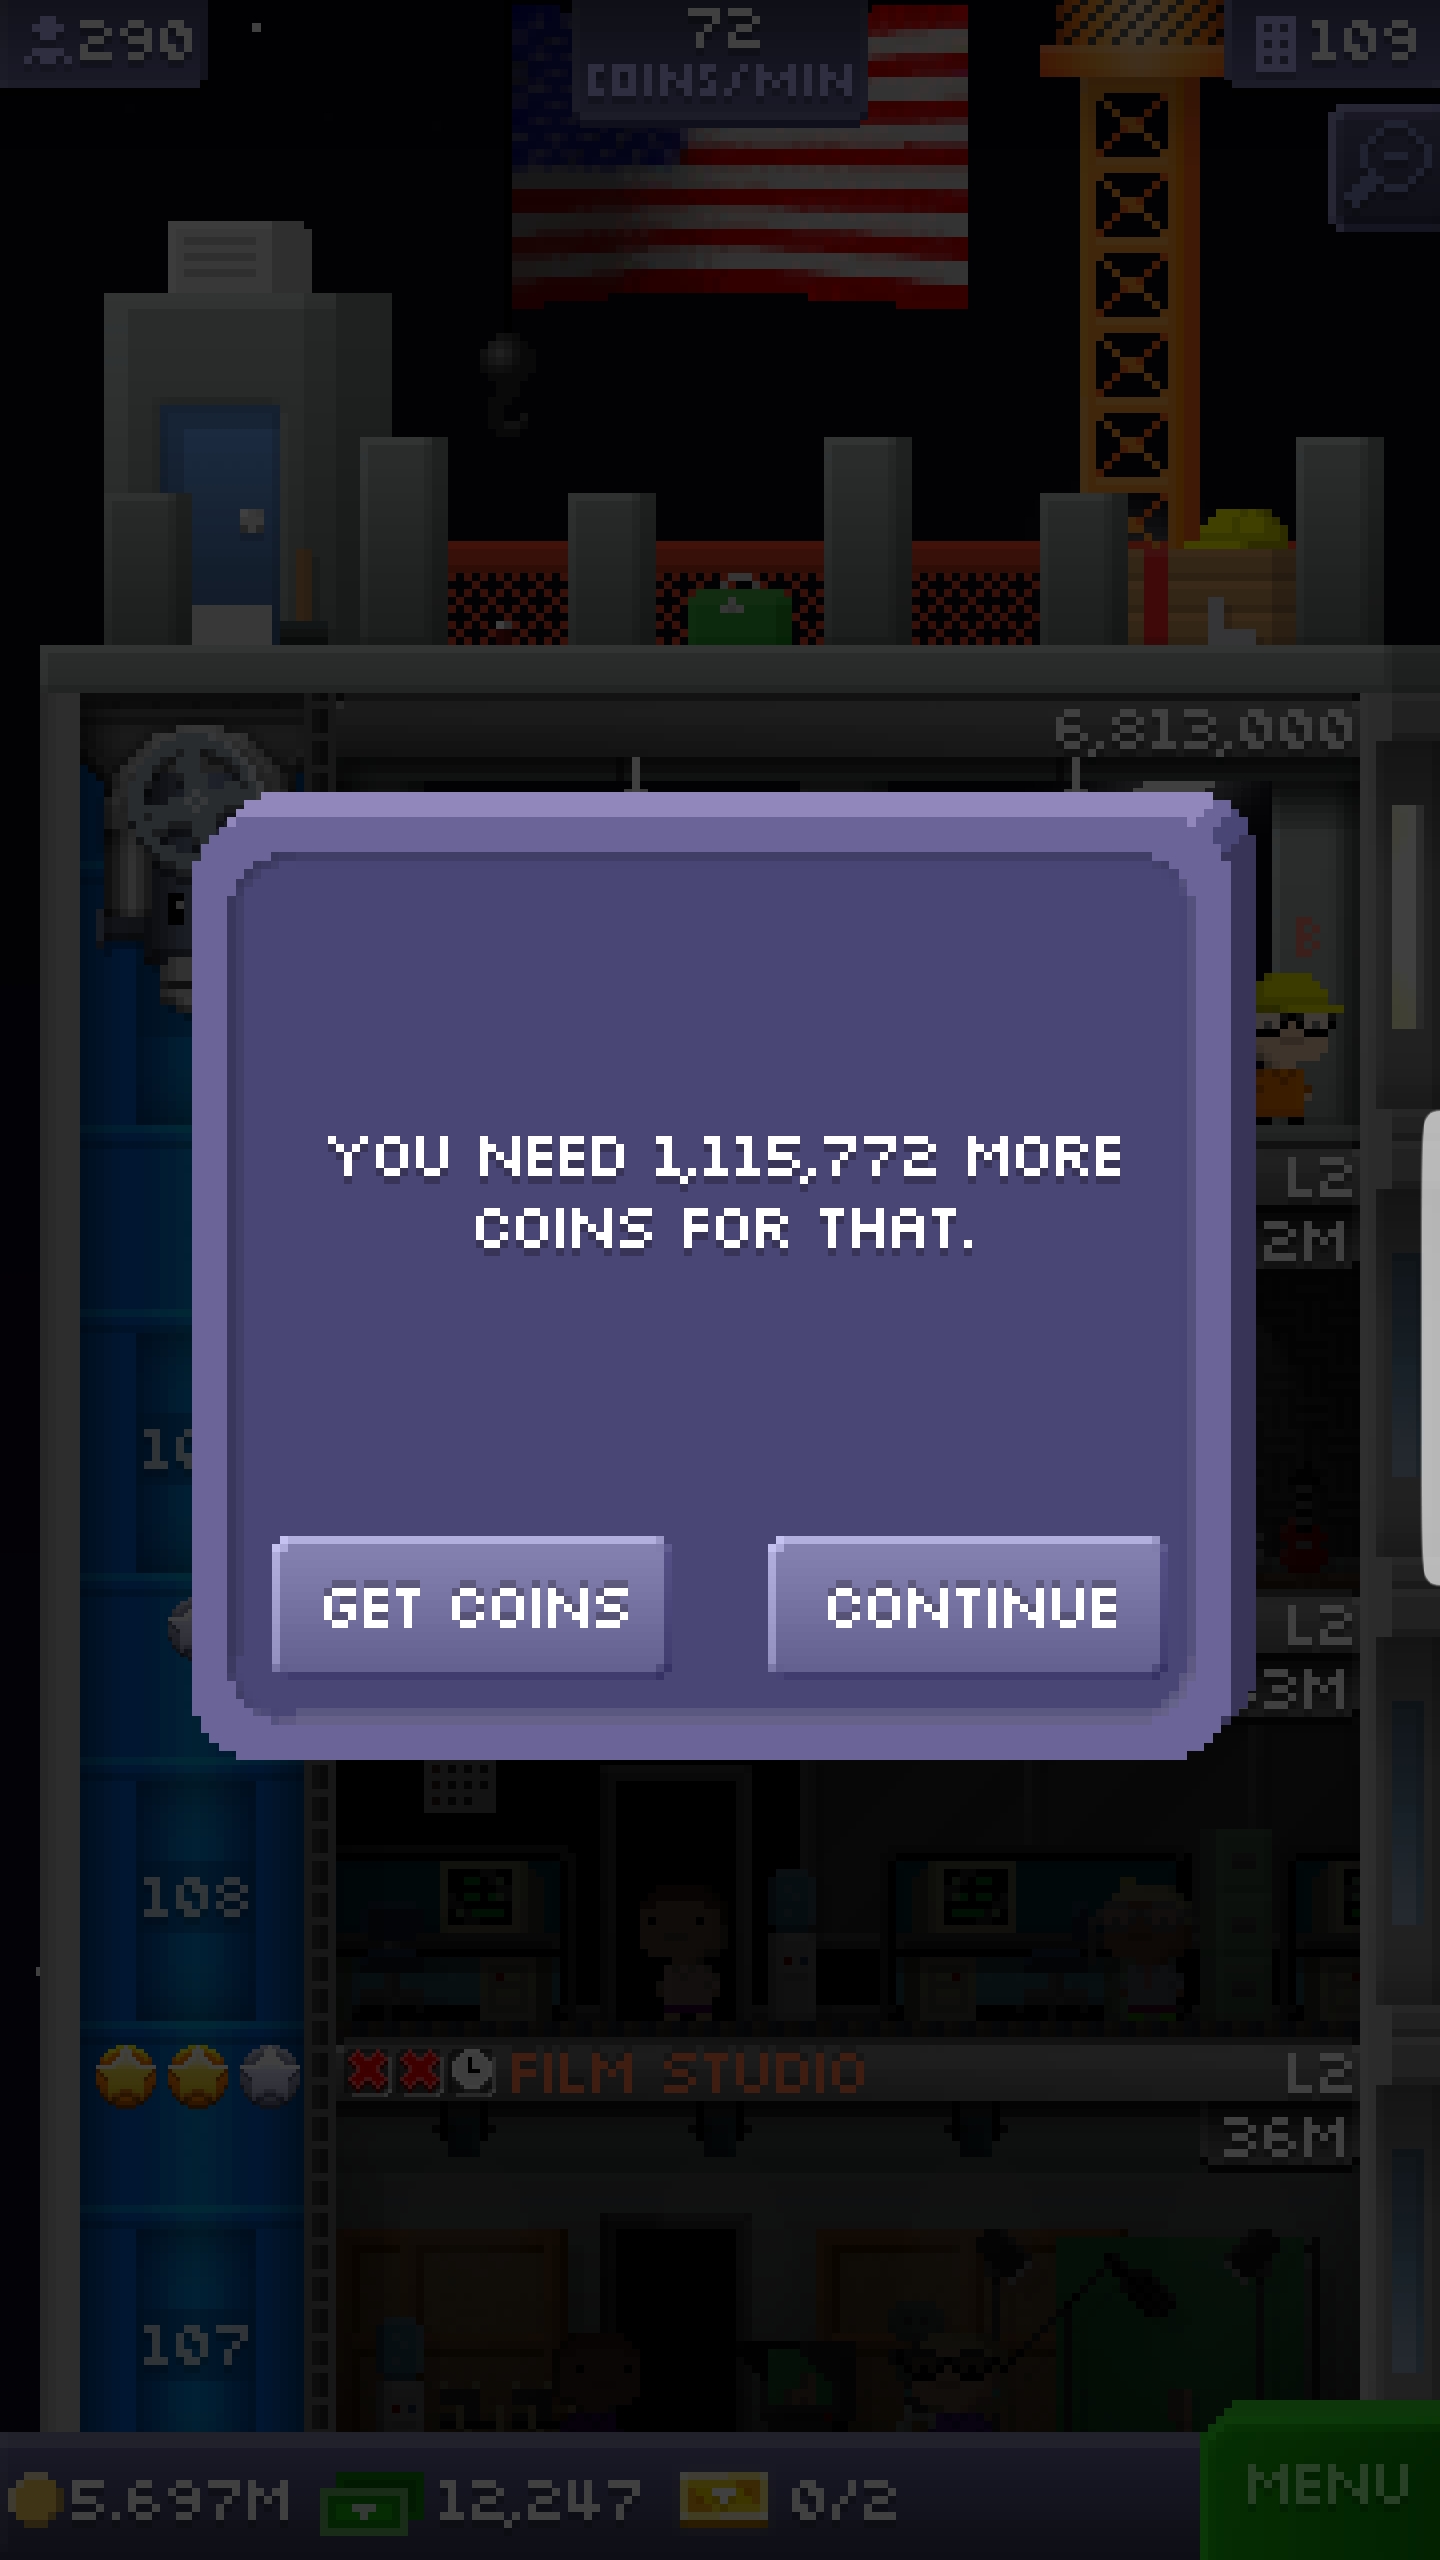 290
72
COINS/MIN
109
6,813,000
B
YOU NEED 1,115,772 MORE
COINS FOR THAT.
L2
2M
GET COINS
CONTINUE
L2
3M
108
FILM STUDIO
L2
36M
107
5.697M
12,247
0/2
MENU